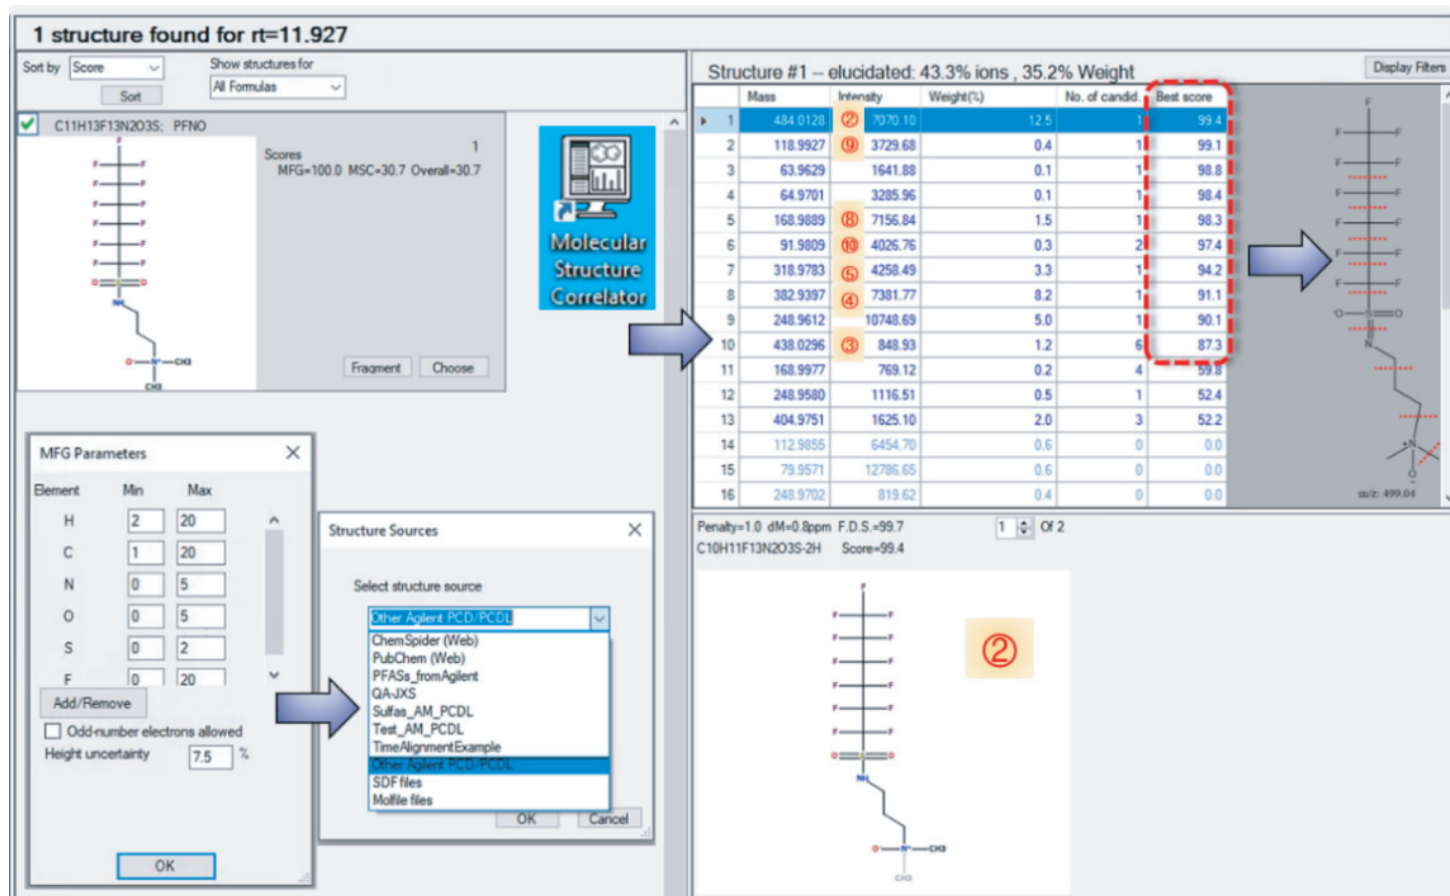 1 structure found for rt=11.927
Sort by Score
Show structures for
All Formulas
Sort
C11H13F13N2O3S; PFNO
1
Scores
MFG=100.0 MSC=30.7 Overall=30.7
F
F F
F F
F F
F F
F F
F F
O S O
NH
O- N+ CH3
CH3
Fragment Choose
Molecular
Structure
Correlator
MFG Parameters
Element Min Max
H 2 20
C 1 20
N 0 5
O 0 5
S 0 2
F 0 20
Add/Remove
Odd-number electrons allowed
Height uncertainty 7.5 %
OK
Structure Sources
Select structure source
Other Agilent PCD/PCDL
ChemSpider (Web)
PubChem (Web)
PFASs_fromAgilent
QA-JXS
Sulfas_AM_PCDL
Test_AM_PCDL
TimeAlignmentExample
Other Agilent PCD/PCDL
SDF files
Molfile files
OK Cancel
Structure #1 -- elucidated: 43.3% ions , 35.2% Weight
Display Filters
Mass Intensity Weight(%) No. of candid. Best score
1 484.0128 ② 7070.10 12.5 1 99.4
2 118.9927 ⑨ 3729.68 0.4 1 99.1
3 63.9629 1641.88 0.1 1 98.8
4 64.9701 3285.96 0.1 1 98.4
5 168.9889 ⑧ 7156.84 1.5 1 98.3
6 91.9809 ⑩ 4026.76 0.3 2 97.4
7 318.9783 ⑤ 4258.49 3.3 1 94.2
8 382.9397 ④ 7381.77 8.2 1 91.1
9 248.9612 10748.69 5.0 1 90.1
10 438.0296 ③ 848.93 1.2 6 87.3
11 168.9977 769.12 0.2 4 59.8
12 248.9580 1116.51 0.5 1 52.4
13 404.9751 1625.10 2.0 3 52.2
14 112.9855 6454.70 0.6 0 0.0
15 79.9571 12786.65 0.6 0 0.0
16 248.9702 819.62 0.4 0 0.0
F
F F
F F
F F
F F
F F
-O S O
N
N
O
m/z: 499.04
Penalty=1.0 dM=0.8ppm F.D.S.=99.7
1 Of 2
C10H11F13N2O3S-2H Score=99.4
②
F
F F
F F
F F
F F
F F
F F
O S O
NH
O- N+ CH3
CH3